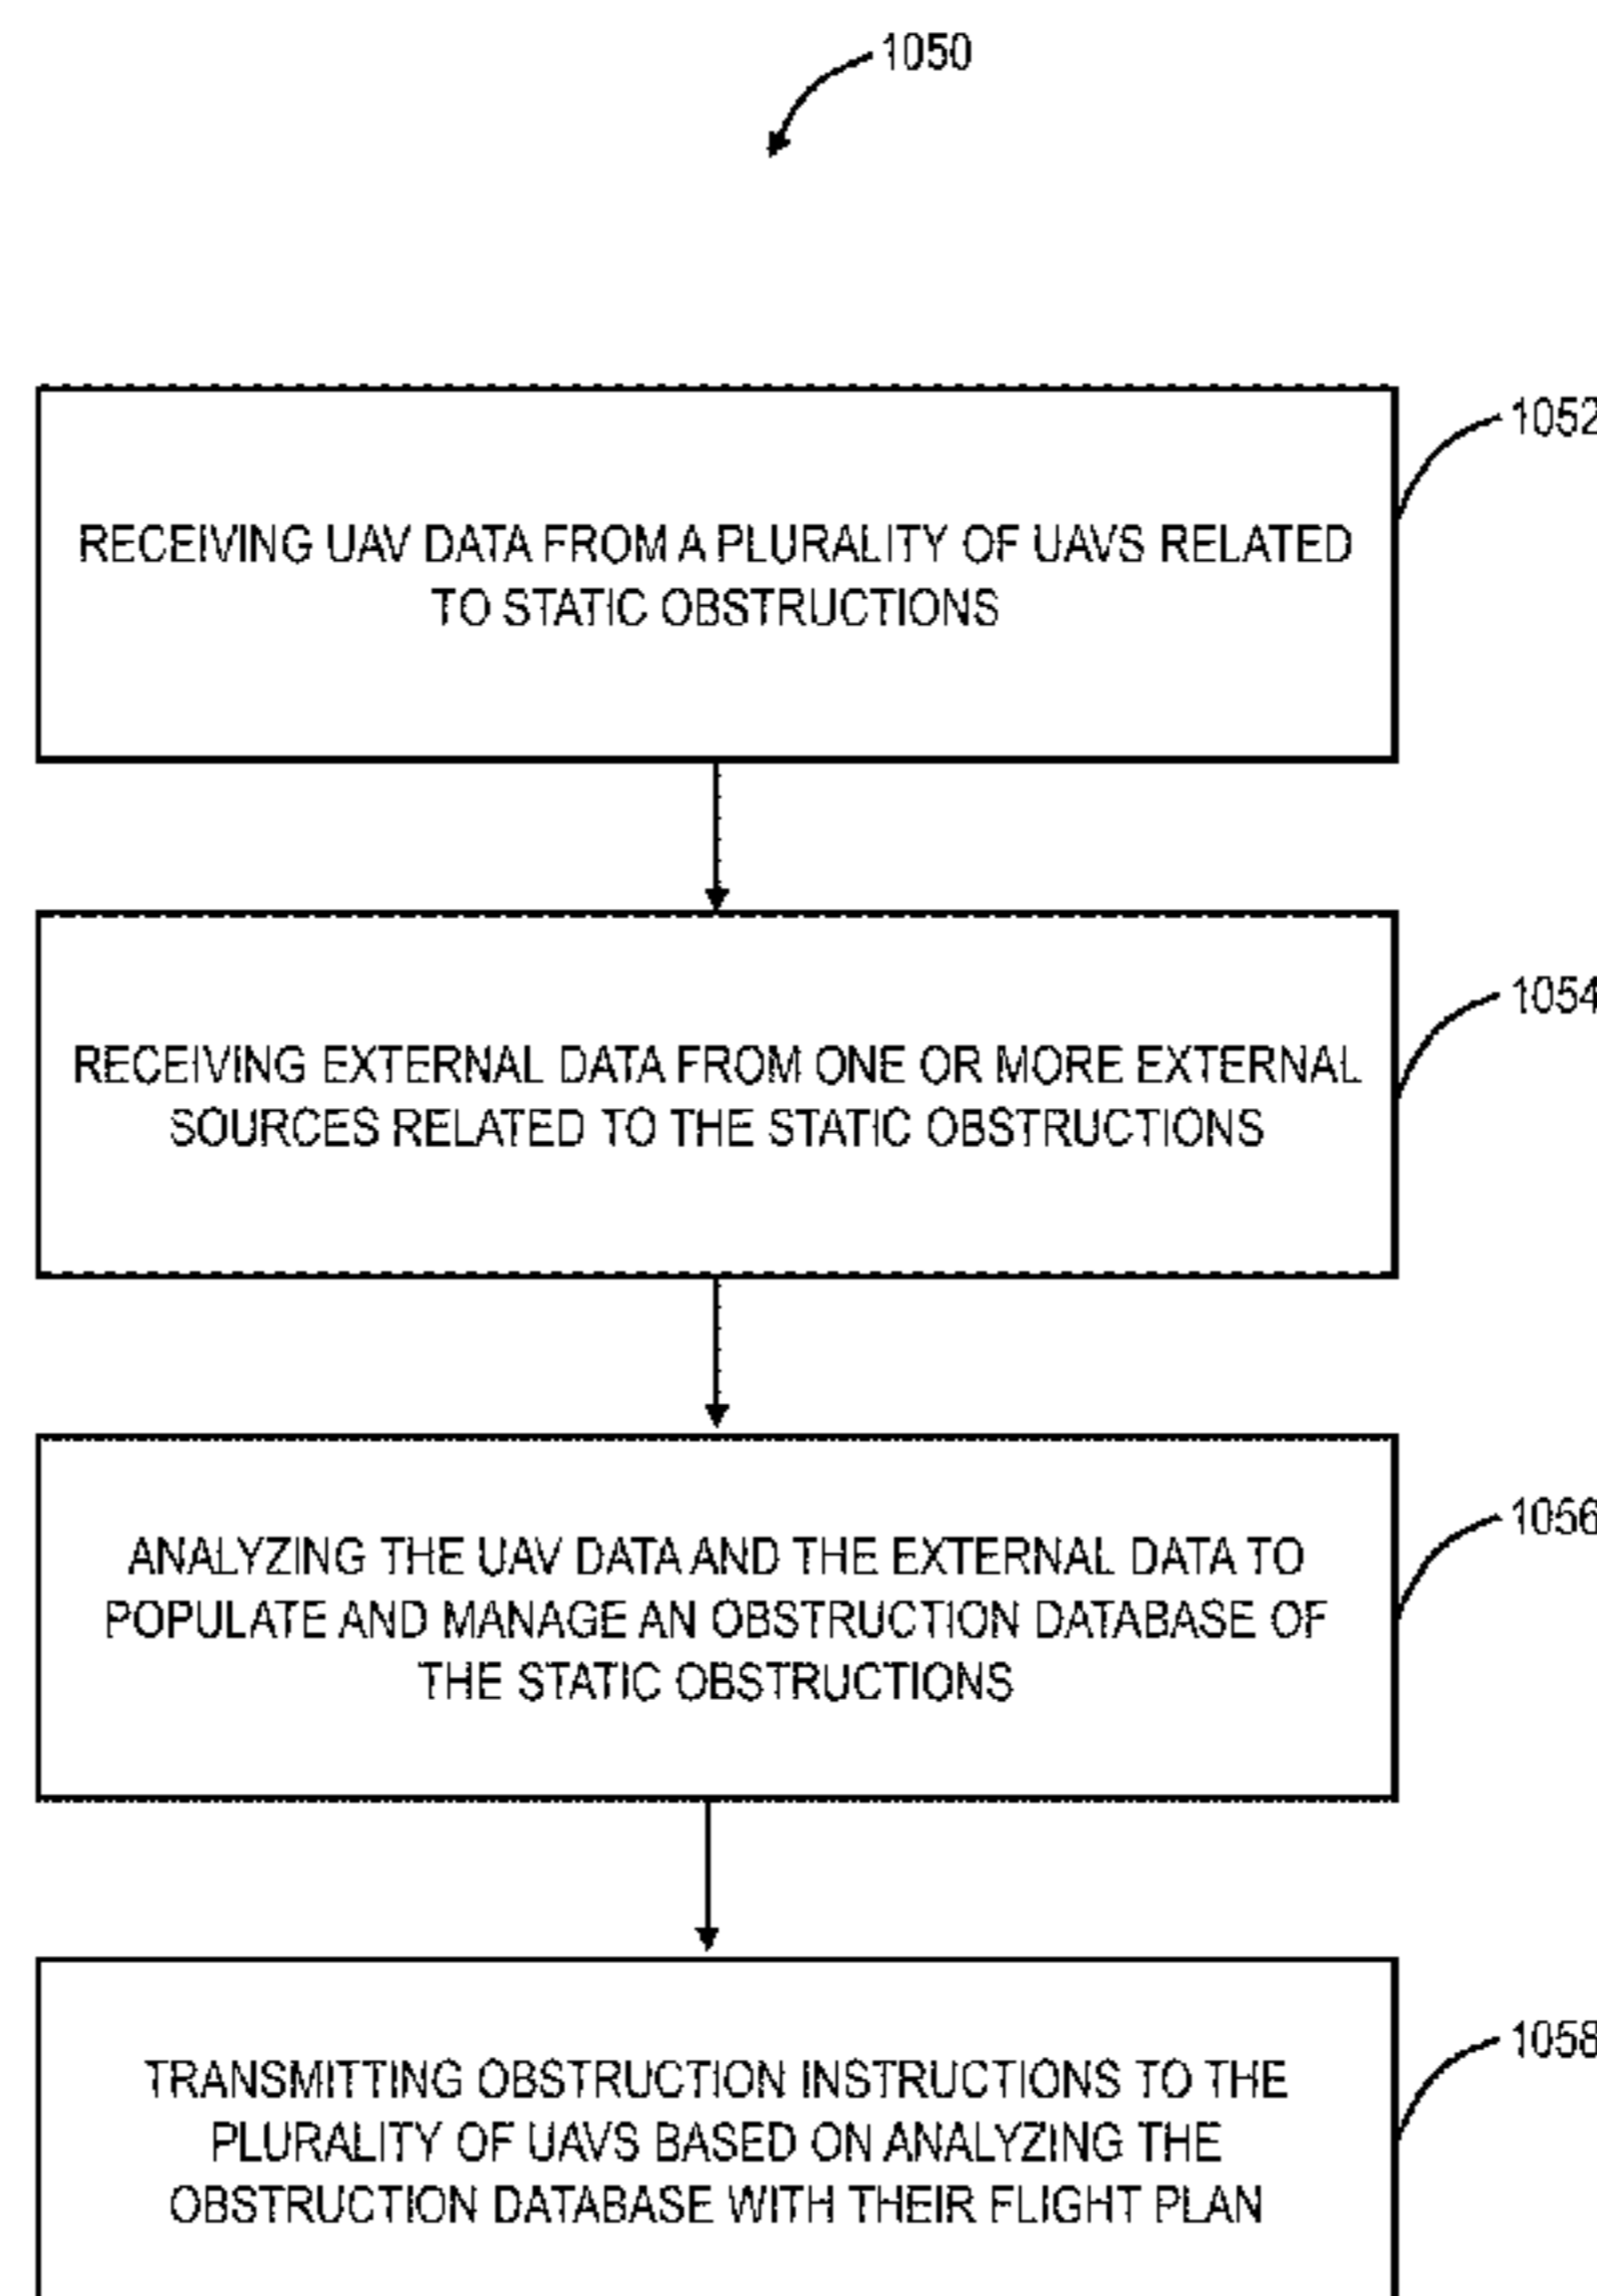 1050
1052
RECEIVING UAV DATA FROM A PLURALITY OF UAVS RELATED
TO STATIC OBSTRUCTIONS
1054
RECEIVING EXTERNAL DATA FROM ONE OR MORE EXTERNAL
SOURCES RELATED TO THE STATIC OBSTRUCTIONS
1056
ANALYZING THE UAV DATA AND THE EXTERNAL DATA TO
POPULATE AND MANAGE AN OBSTRUCTION DATABASE OF
THE STATIC OBSTRUCTIONS
1058
TRANSMITTING OBSTRUCTION INSTRUCTIONS TO THE
PLURALITY OF UAVS BASED ON ANALYZING THE
OBSTRUCTION DATABASE WITH THEIR FLIGHT PLAN